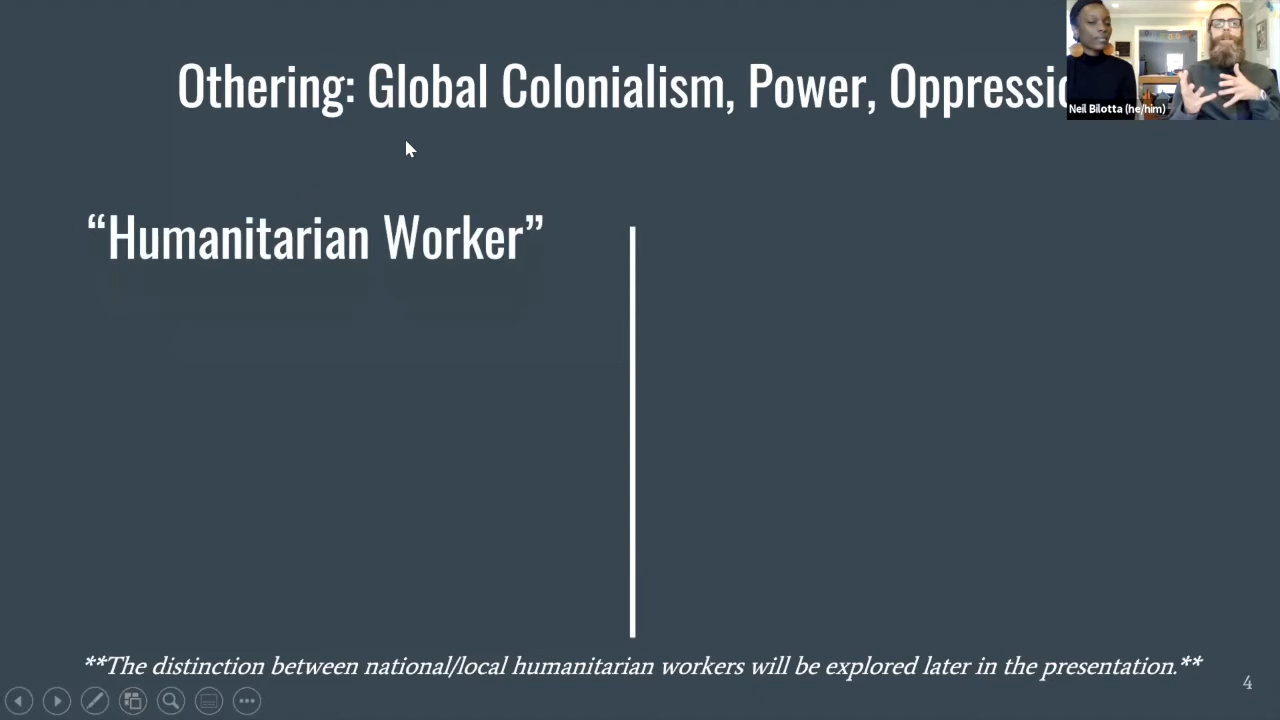 Othering: Global Colonialism, Power, Oppressio
Neil Bilotta (he/him)
“Humanitarian Worker”
**The distinction between national/local humanitarian workers will be explored later in the presentation.**
4